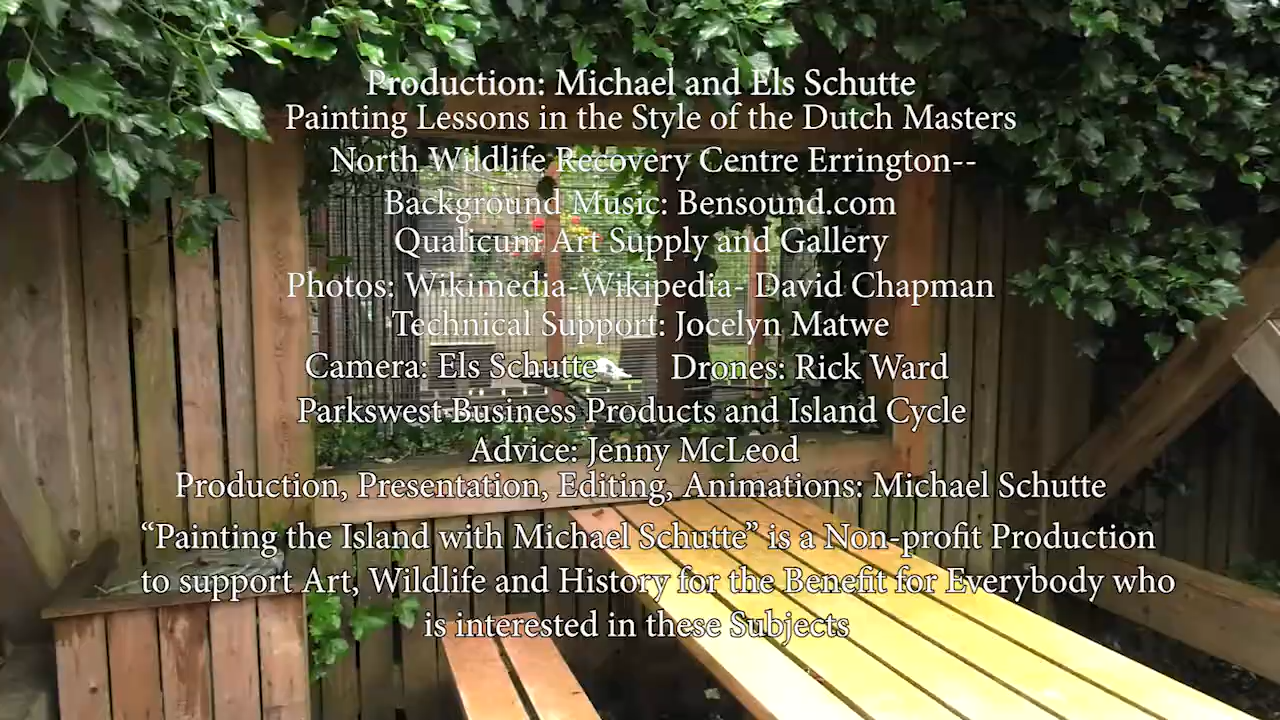 Production: Michael and Els Schutte
Painting Lessons in the Style of the Dutch Masters
North Wildlife Recovery Centre Errington--
Background Music: Bensound.com
Qualicum Art Supply and Gallery
Photos: Wikimedia-Wikipedia- David Chapman
Technical Support: Jocelyn Matwe
Camera: Els Schutte Drones: Rick Ward
Parkswest Business Products and Island Cycle
Advice: Jenny McLeod
Production, Presentation, Editing, Animations: Michael Schutte
“Painting the Island with Michael Schutte” is a Non-profit Production
to support Art, Wildlife and History for the Benefit for Everybody who
is interested in these Subjects